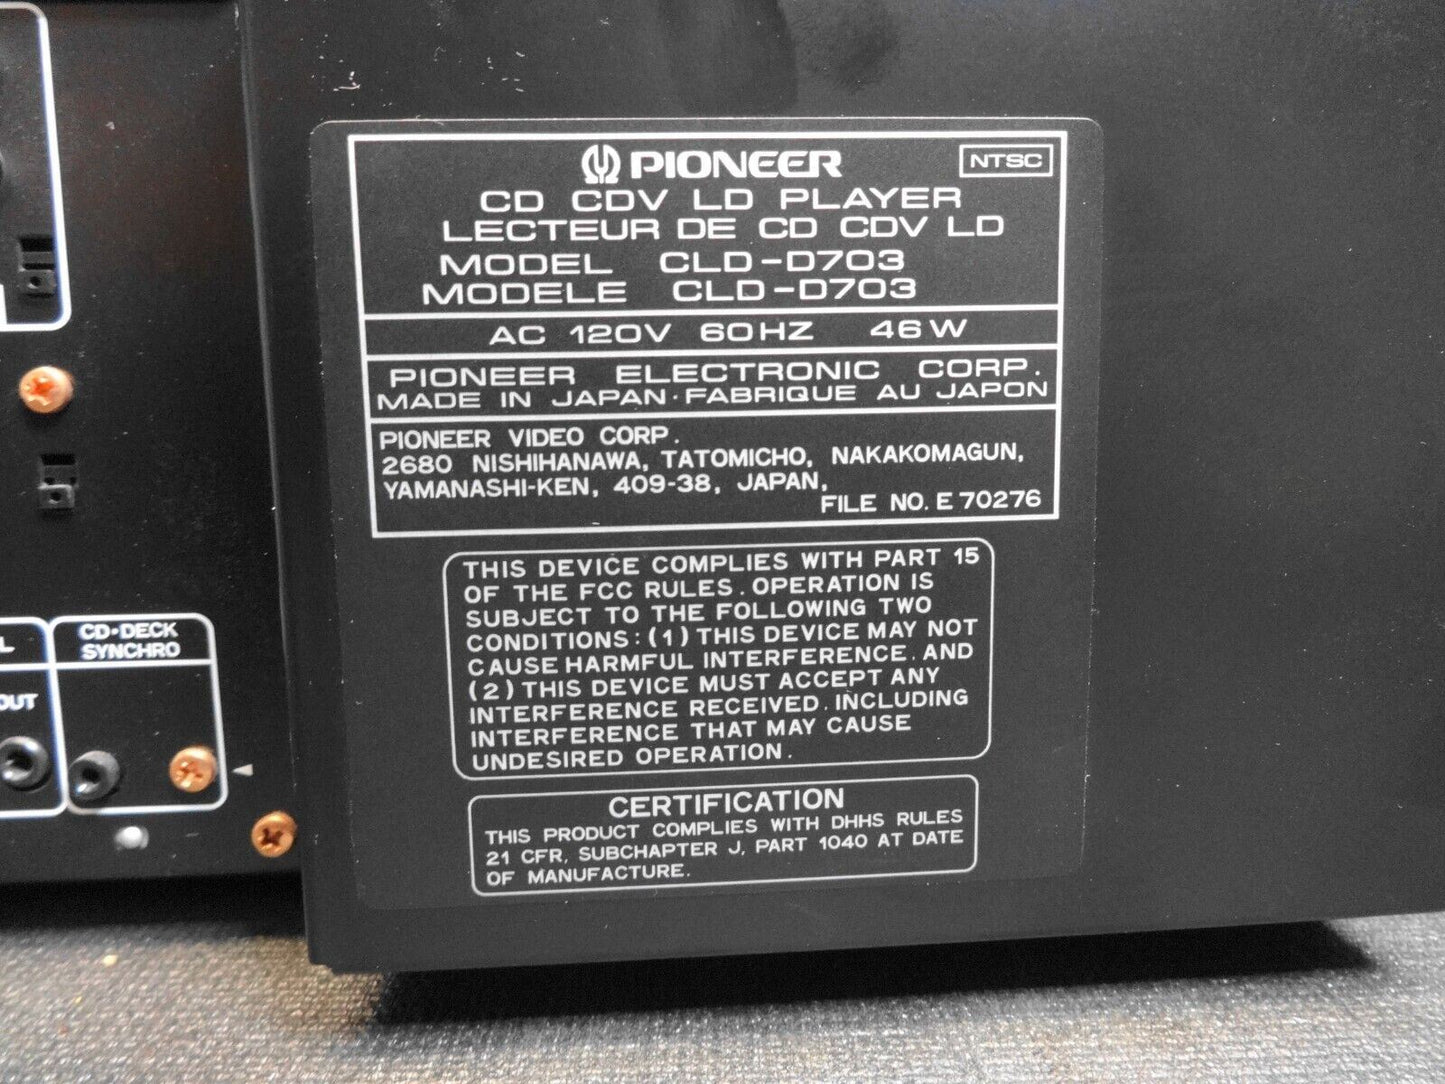 PIONEER
NTSC
CD CDV LD PLAYER
LECTEUR DE CD CDV LD
MODEL CLD-D703
MODELE CLD-D703
AC 120V 60HZ 46W
PIONEER ELECTRONIC CORP.
MADE IN JAPAN·FABRIQUE AU JAPON
PIONEER VIDEO CORP.
2680 NISHIHANAWA, TATOMICHO, NAKAKOMAGUN,
YAMANASHI-KEN, 409-38, JAPAN,
FILE NO. E 70276
THIS DEVICE COMPLIES WITH PART 15
OF THE FCC RULES. OPERATION IS
SUBJECT TO THE FOLLOWING TWO
CONDITIONS: (1) THIS DEVICE MAY NOT
CAUSE HARMFUL INTERFERENCE. AND
(2) THIS DEVICE MUST ACCEPT ANY
INTERFERENCE RECEIVED. INCLUDING
INTERFERENCE THAT MAY CAUSE
UNDESIRED OPERATION.
CERTIFICATION
THIS PRODUCT COMPLIES WITH DHHS RULES
21 CFR, SUBCHAPTER J, PART 1040 AT DATE
OF MANUFACTURE.
L
OUT
CD·DECK
SYNCHRO